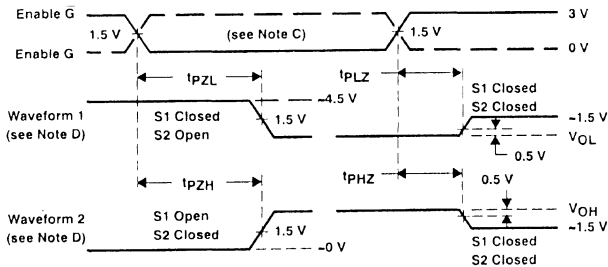 Enable G̅
3 V
1.5 V
(see Note C)
1.5 V
Enable G
0 V
tPZL
tPLZ
S1 Closed
S2 Closed
~4.5 V
Waveform 1
(see Note D)
S1 Closed
S2 Open
1.5 V
~1.5 V
VOL
0.5 V
tPZH
tPHZ
0.5 V
Waveform 2
(see Note D)
S1 Open
S2 Closed
1.5 V
VOH
~1.5 V
~0 V
S1 Closed
S2 Closed